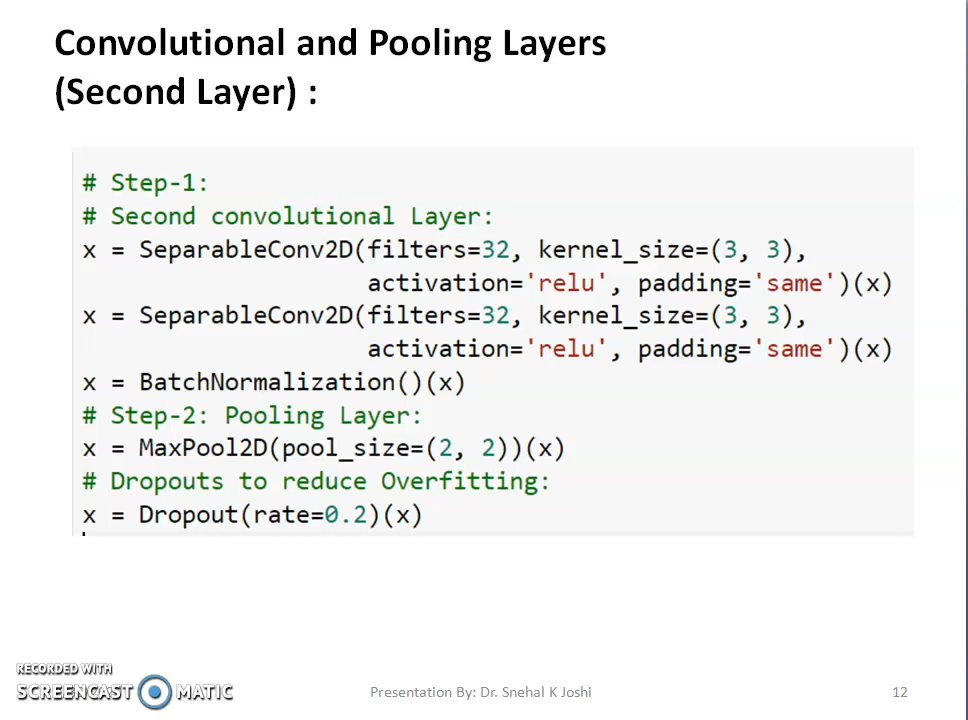 Convolutional and Pooling Layers
(Second Layer) :
# Step-1:
# Second convolutional Layer:
x = SeparableConv2D(filters=32, kernel_size=(3, 3),
activation='relu', padding='same')(x)
x = SeparableConv2D(filters=32, kernel_size=(3, 3),
activation='relu', padding='same')(x)
x = BatchNormalization()(x)
# Step-2: Pooling Layer:
x = MaxPool2D(pool_size=(2, 2))(x)
# Dropouts to reduce Overfitting:
x = Dropout(rate=0.2)(x)
RECORDED WITH
SCREENCAST MATIC
Presentation By: Dr. Snehal K Joshi
12